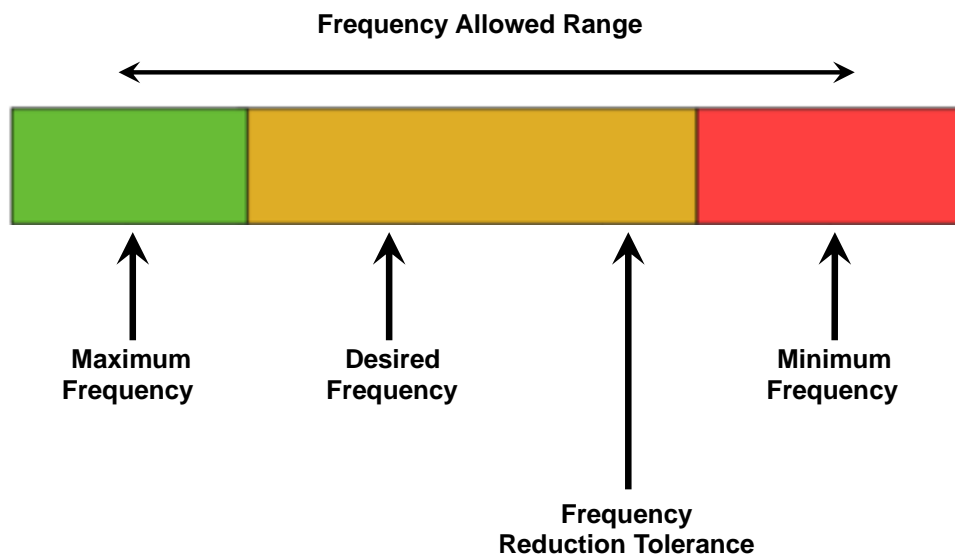 Frequency Allowed Range
Maximum
Frequency
Desired
Frequency
Minimum
Frequency
Frequency
Reduction Tolerance